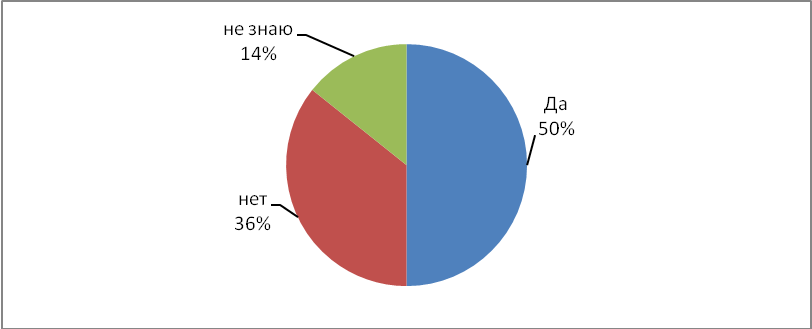 не знаю
14%
Да
50%
нет
36%